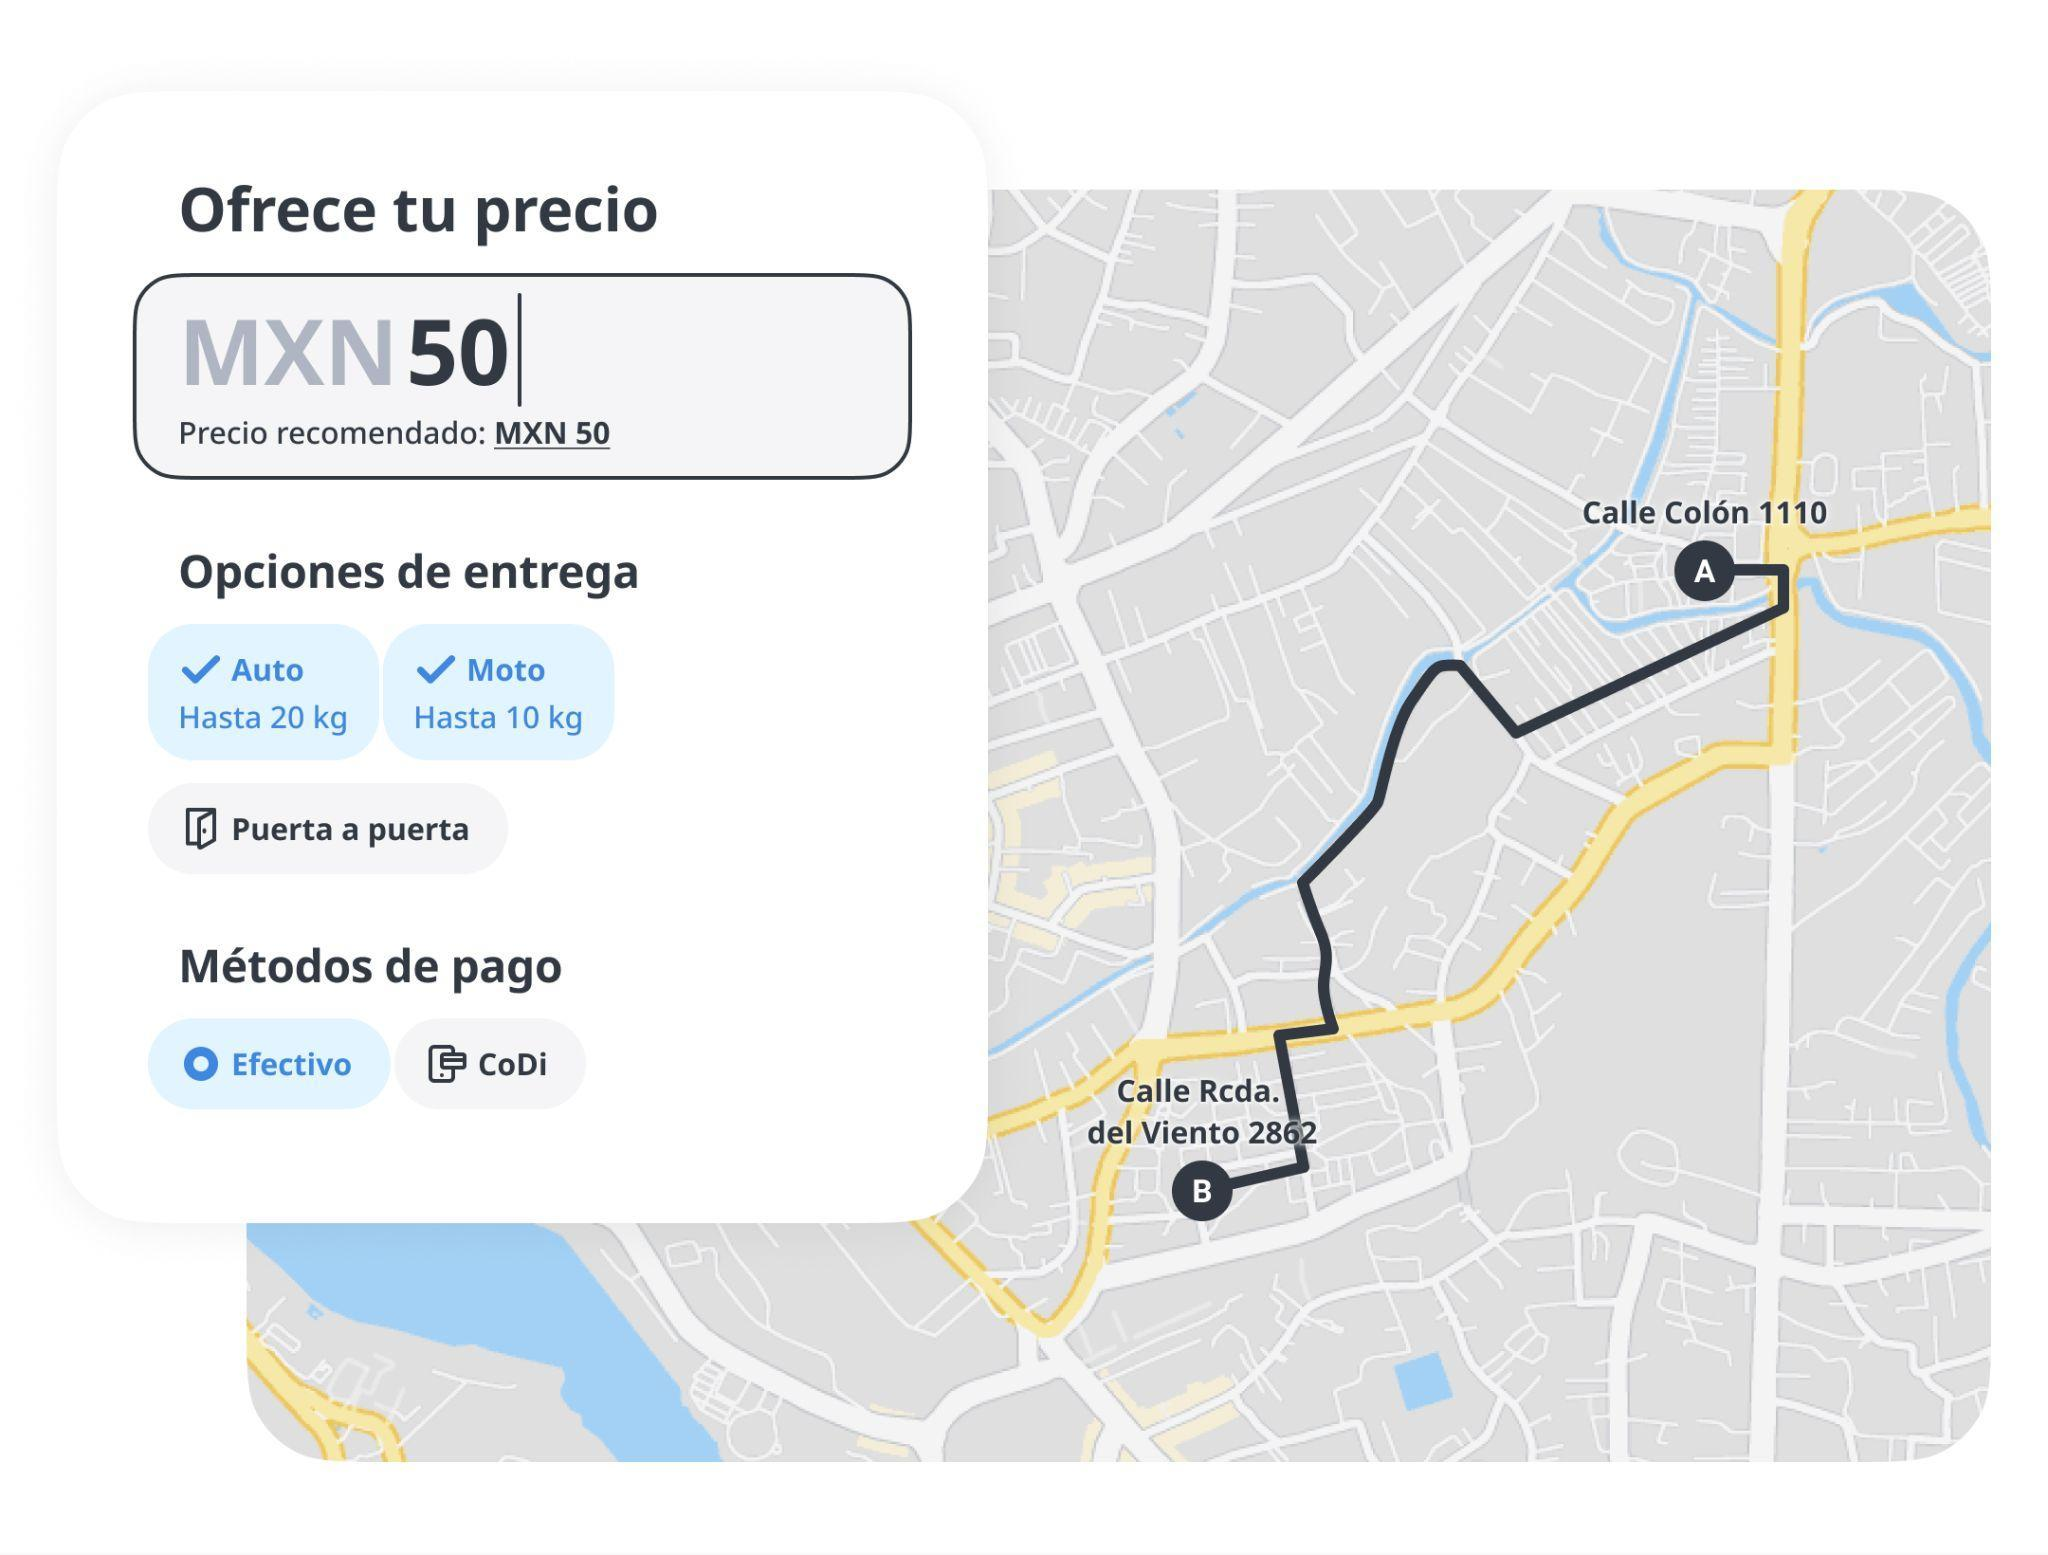 Ofrece tu precio
MXN 50
Precio recomendado: MXN 50
Opciones de entrega
Auto
Hasta 20 kg
Moto
Hasta 10 kg
Puerta a puerta
Métodos de pago
Efectivo
CoDi
Calle Colón 1110
A
Calle Rcda.
del Viento 2862
B